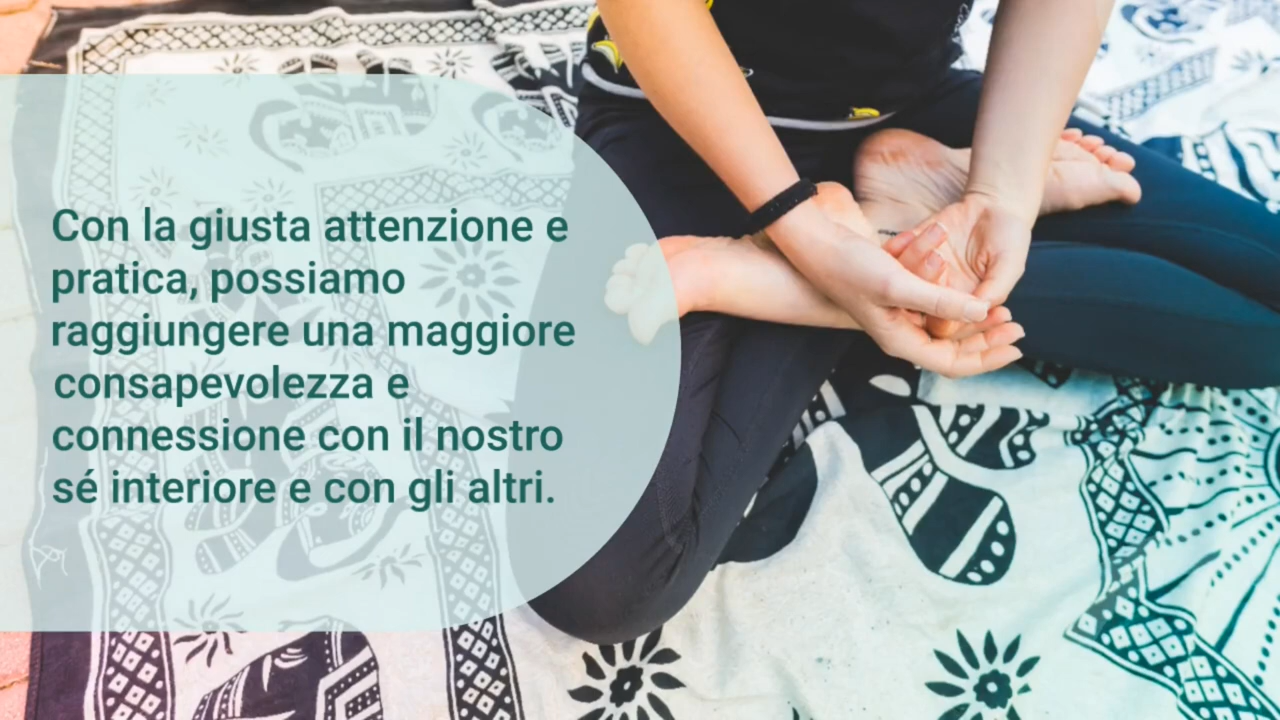 Con la giusta attenzione e
pratica, possiamo
raggiungere una maggiore
consapevolezza e
connessione con il nostro
sé interiore e con gli altri.